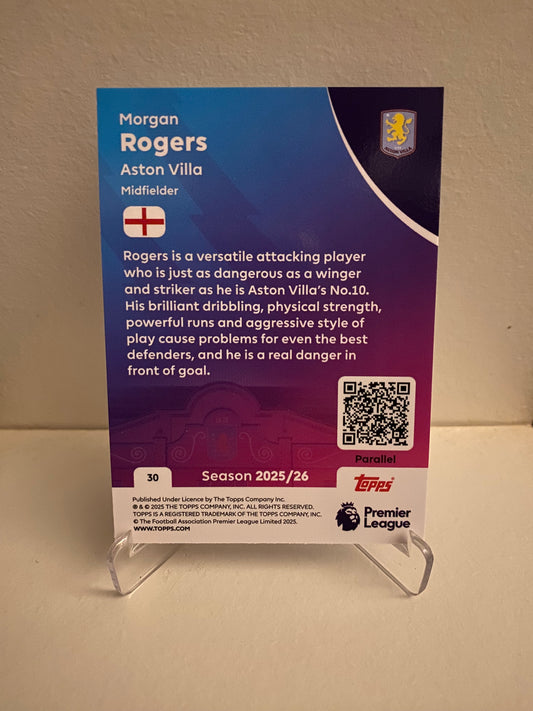 Morgan
Rogers
Aston Villa
Midfielder
ASTON VILLA
Rogers is a versatile attacking player
who is just as dangerous as a winger
and striker as he is Aston Villa's No.10.
His brilliant dribbling, physical strength,
powerful runs and aggressive style of
play cause problems for even the best
defenders, and he is a real danger in
front of goal.
Parallel
30
Season 2025/26
Topps
Published Under Licence by The Topps Company Inc.
® & © 2025 THE TOPPS COMPANY, INC. ALL RIGHTS RESERVED.
TOPPS IS A REGISTERED TRADEMARK OF THE TOPPS COMPANY, INC.
© The Football Association Premier League Limited 2025.
WWW.TOPPS.COM
Premier
League